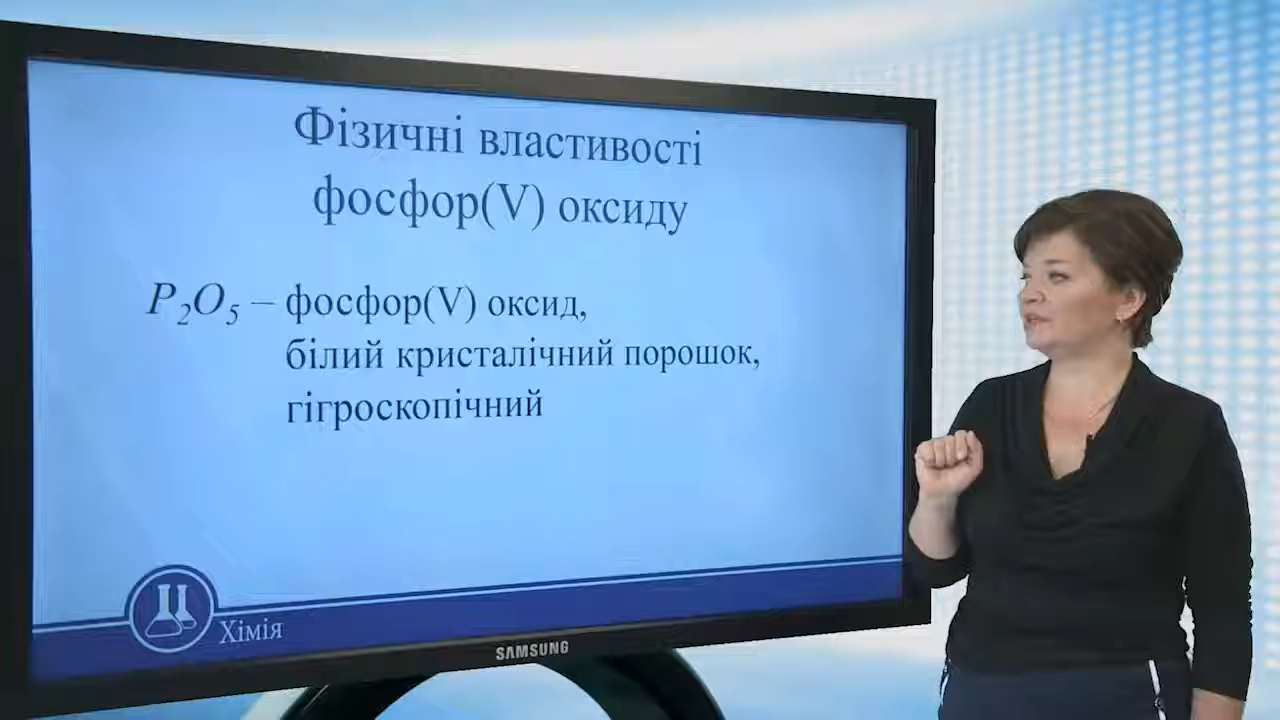 Фізичні властивості
фосфор(V) оксиду
P₂O₅ – фосфор(V) оксид,
білий кристалічний порошок,
гігроскопічний
Хімія
SAMSUNG